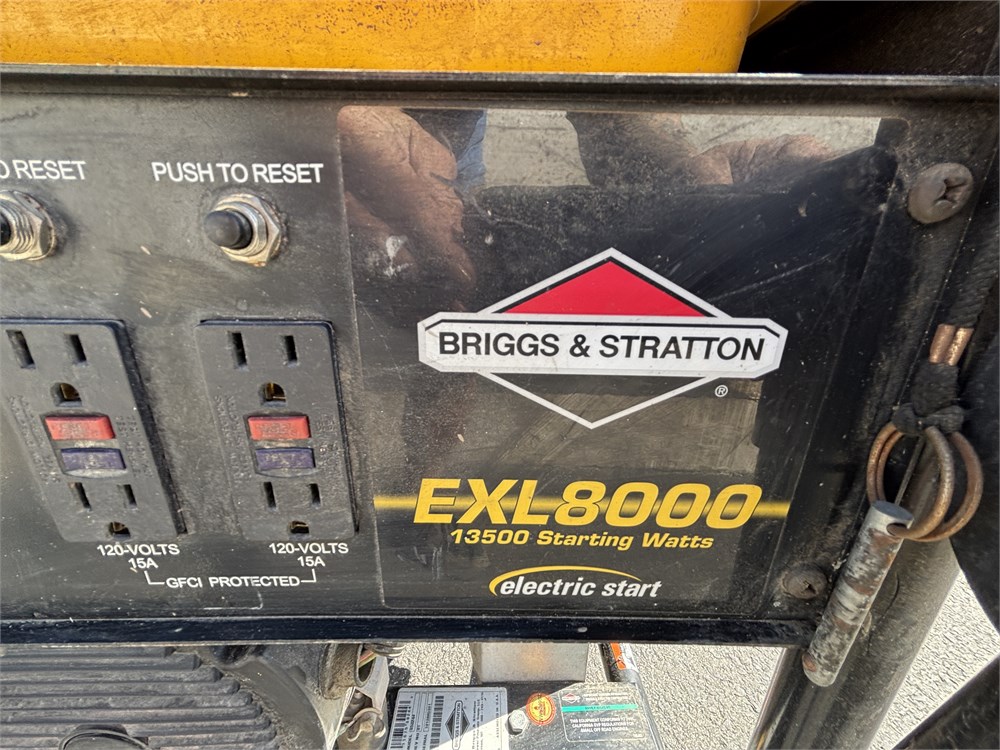 O RESET
PUSH TO RESET
BRIGGS & STRATTON
®
EXL8000
13500 Starting Watts
electric start
120-VOLTS
15A
120-VOLTS
15A
GFCI PROTECTED